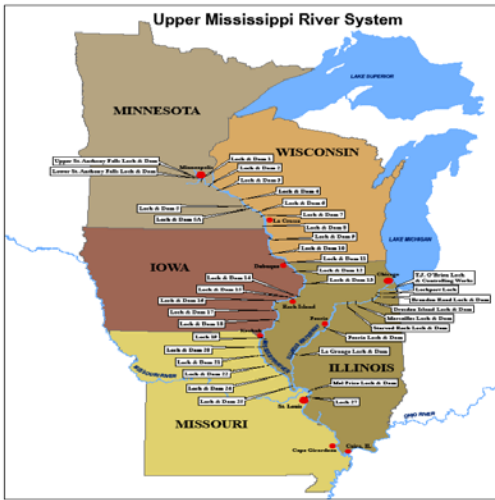 Upper Mississippi River System
LAKE SUPERIOR
MINNESOTA
WISCONSIN
Minneapolis
Upper St. Anthony Falls Lock & Dam
Lower St. Anthony Falls Lock & Dam
Lock & Dam 1
Lock & Dam 2
Lock & Dam 3
Lock & Dam 4
Lock & Dam 5
Lock & Dam 5A
Lock & Dam 6
Lock & Dam 7
La Crosse
Lock & Dam 8
Lock & Dam 9
Lock & Dam 10
LAKE MICHIGAN
Lock & Dam 11
Dubuque
Lock & Dam 12
Lock & Dam 13
IOWA
Chicago
Lock & Dam 14
Lock & Dam 15
Lock & Dam 16
Rock Island
Lock & Dam 17
Lock & Dam 18
T.J. O'Brien Lock
& Controlling Works
Lockport Lock
Brandon Road Lock & Dam
Dresden Island Lock & Dam
Marseilles Lock & Dam
Starved Rock Lock & Dam
Peoria
Peoria Lock & Dam
Keokuk
Lock 19
Lock & Dam 20
Lock & Dam 21
Lock & Dam 22
Lock & Dam 24
Lock & Dam 25
La Grange Lock & Dam
ILLINOIS
MISSOURI RIVER
Mel Price Lock & Dam
Lock 27
St. Louis
MISSOURI
OHIO RIVER
Cape Girardeau
Cairo, IL